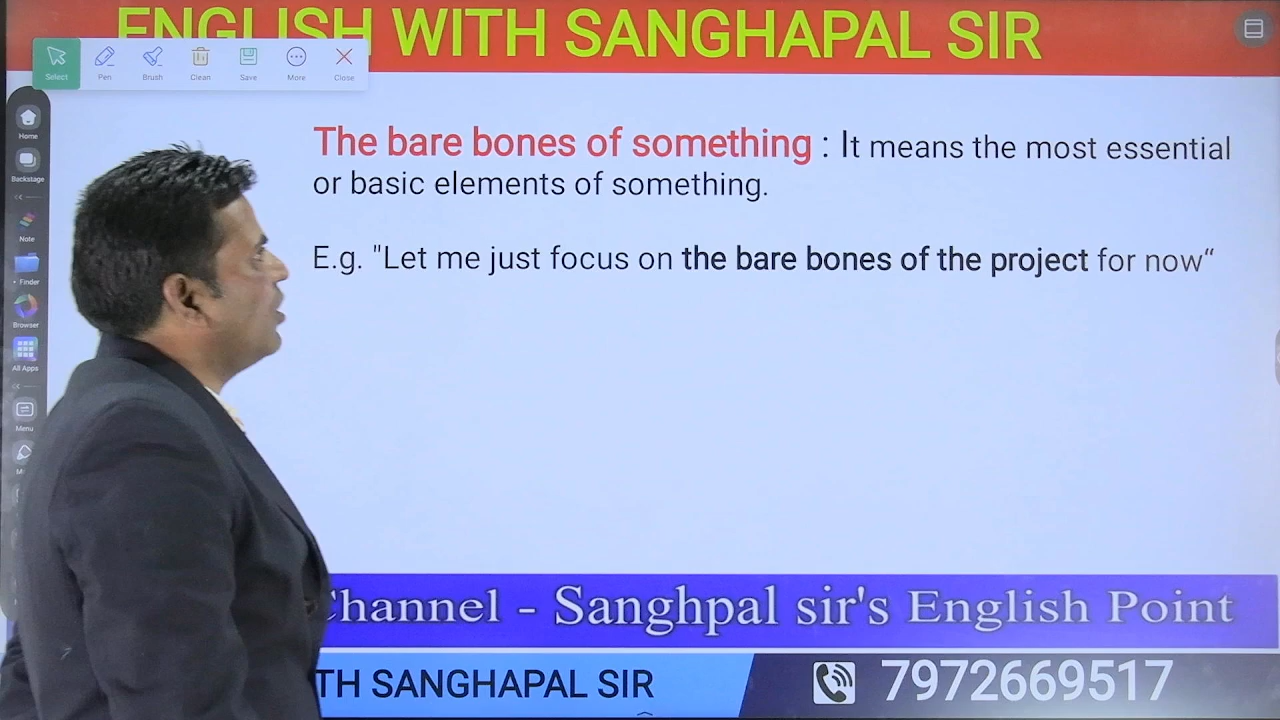 ENGLISH WITH SANGHAPAL SIR
Select Pen Brush Clean Save More Close
Home
Backstage
Note
Finder
Browser
All Apps
Menu
The bare bones of something : It means the most essential
or basic elements of something.
E.g. "Let me just focus on the bare bones of the project for now“
Channel - Sanghpal sir's English Point
TH SANGHAPAL SIR
7972669517